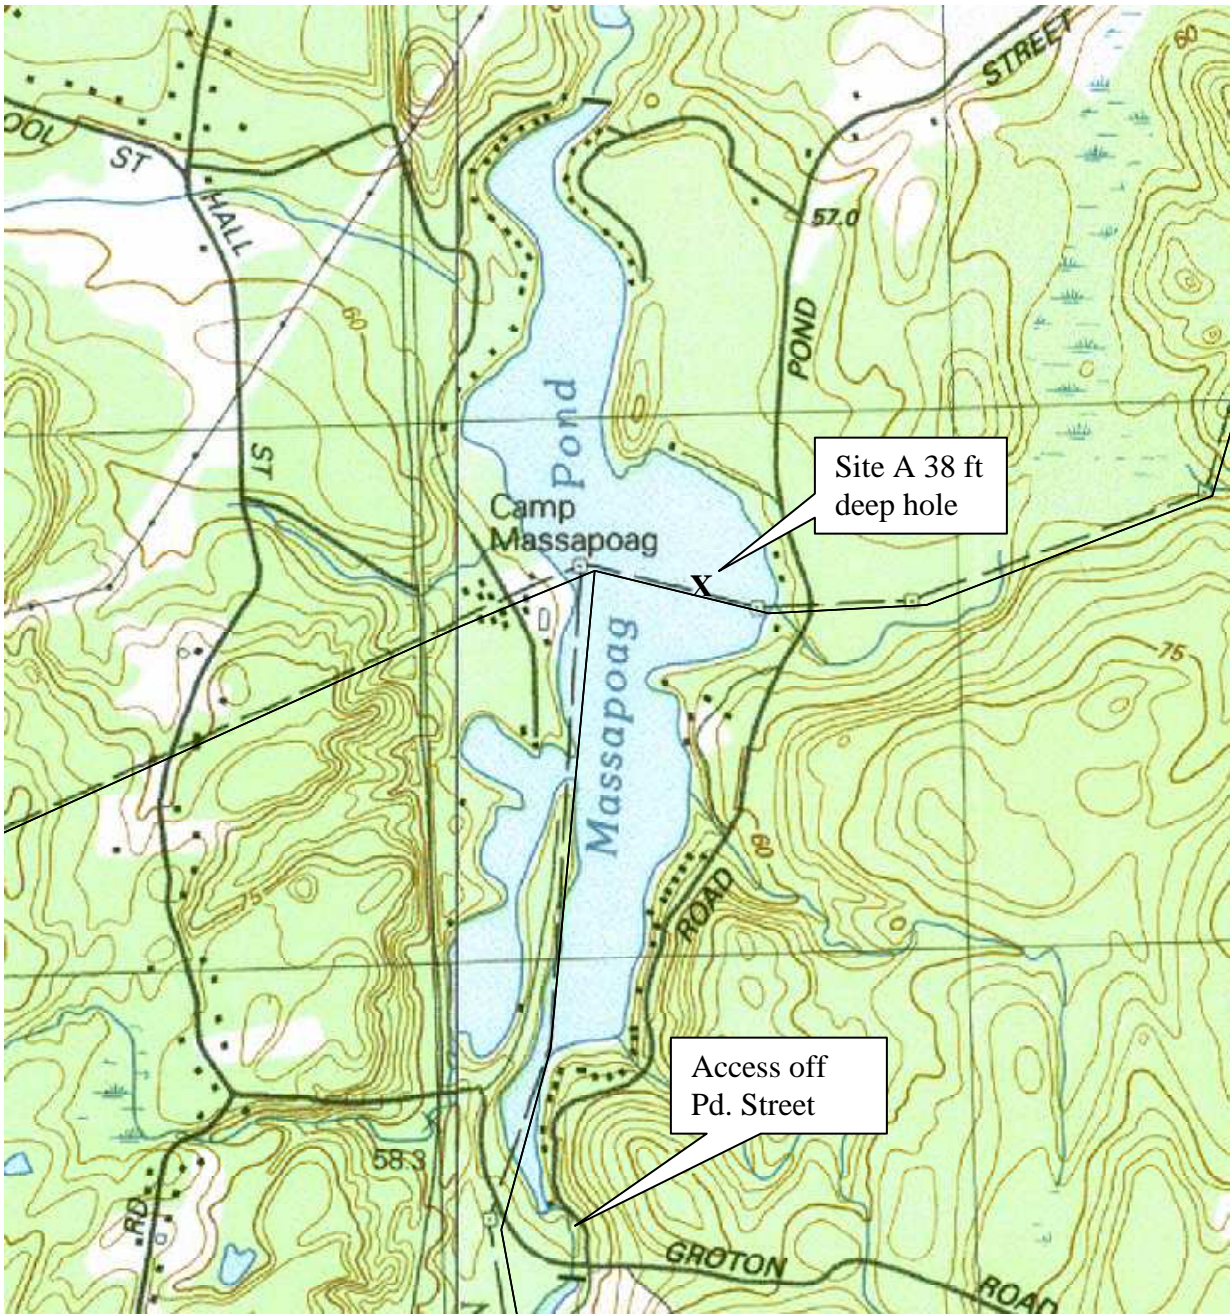 60
STREET
OOL
ST
HALL
57.0
60
POND
Pond
ST
Site A 38 ft
deep hole
Camp
Massapoag
X
Massapoag
75
60
75
ROAD
Access off
Pd. Street
58.3
RD
GROTON
ROAD